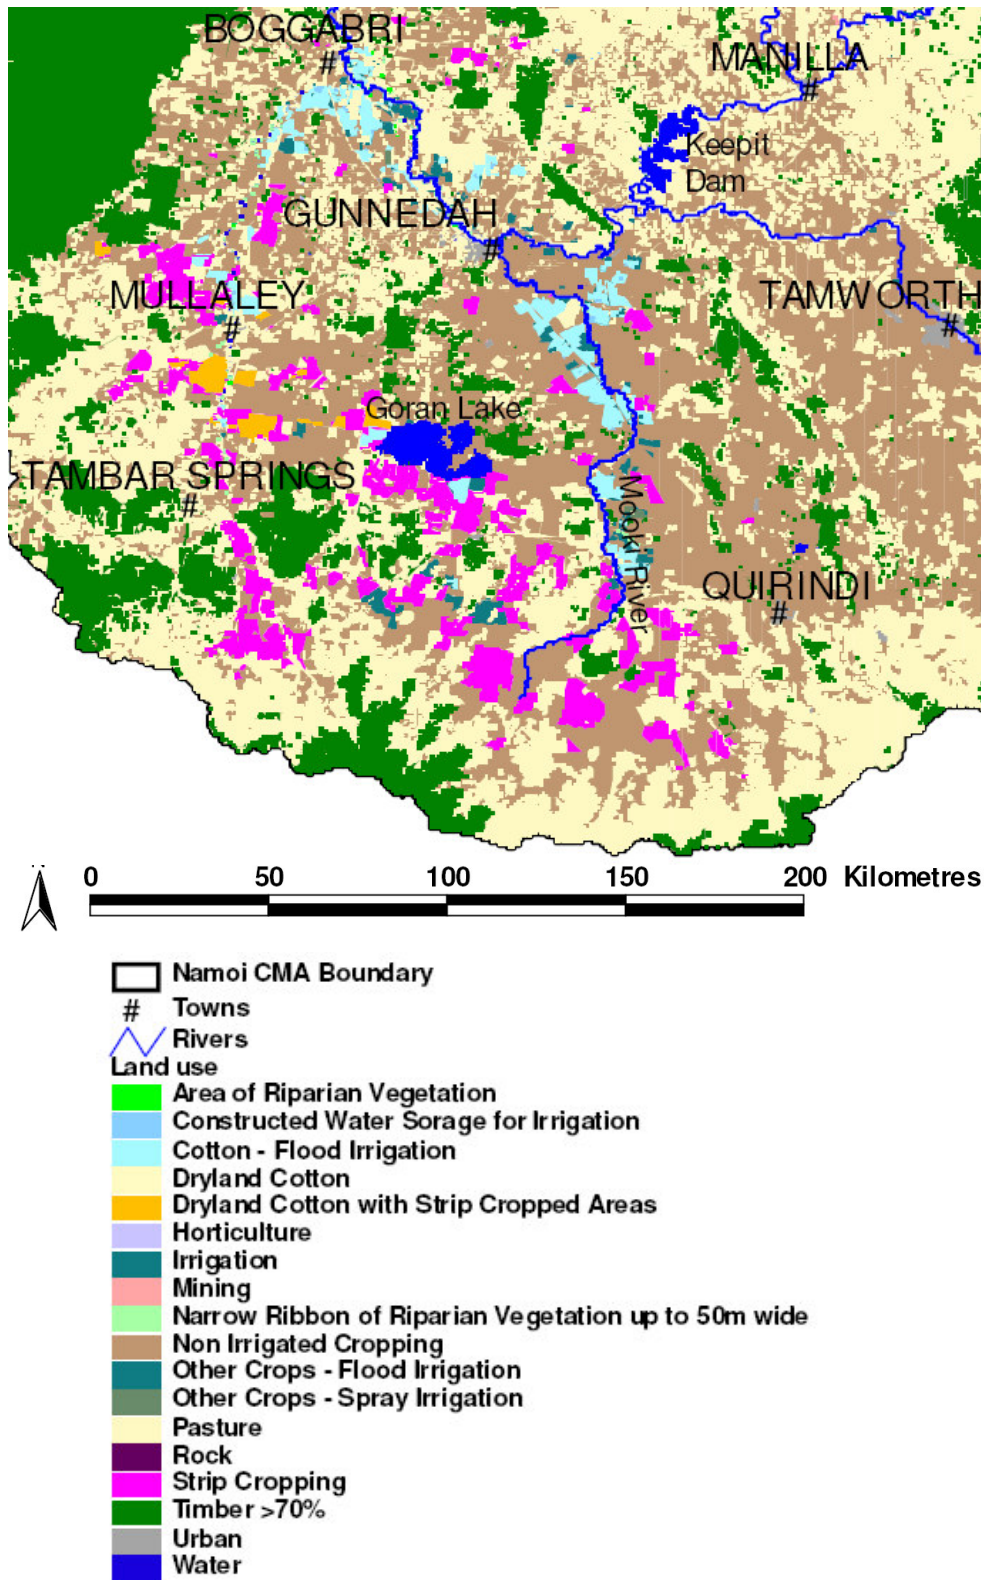 BOGGABRI
MANILLA
#
#
Keepit
Dam
GUNNEDAH
#
MULLALEY
#
TAMWORTH
#
Goran Lake
TAMBAR SPRINGS
#
Mooki River
QUIRINDI
#
0 50 100 150 200 Kilometres
Namoi CMA Boundary
# Towns
Rivers
Land use
Area of Riparian Vegetation
Constructed Water Sorage for Irrigation
Cotton - Flood Irrigation
Dryland Cotton
Dryland Cotton with Strip Cropped Areas
Horticulture
Irrigation
Mining
Narrow Ribbon of Riparian Vegetation up to 50m wide
Non Irrigated Cropping
Other Crops - Flood Irrigation
Other Crops - Spray Irrigation
Pasture
Rock
Strip Cropping
Timber >70%
Urban
Water